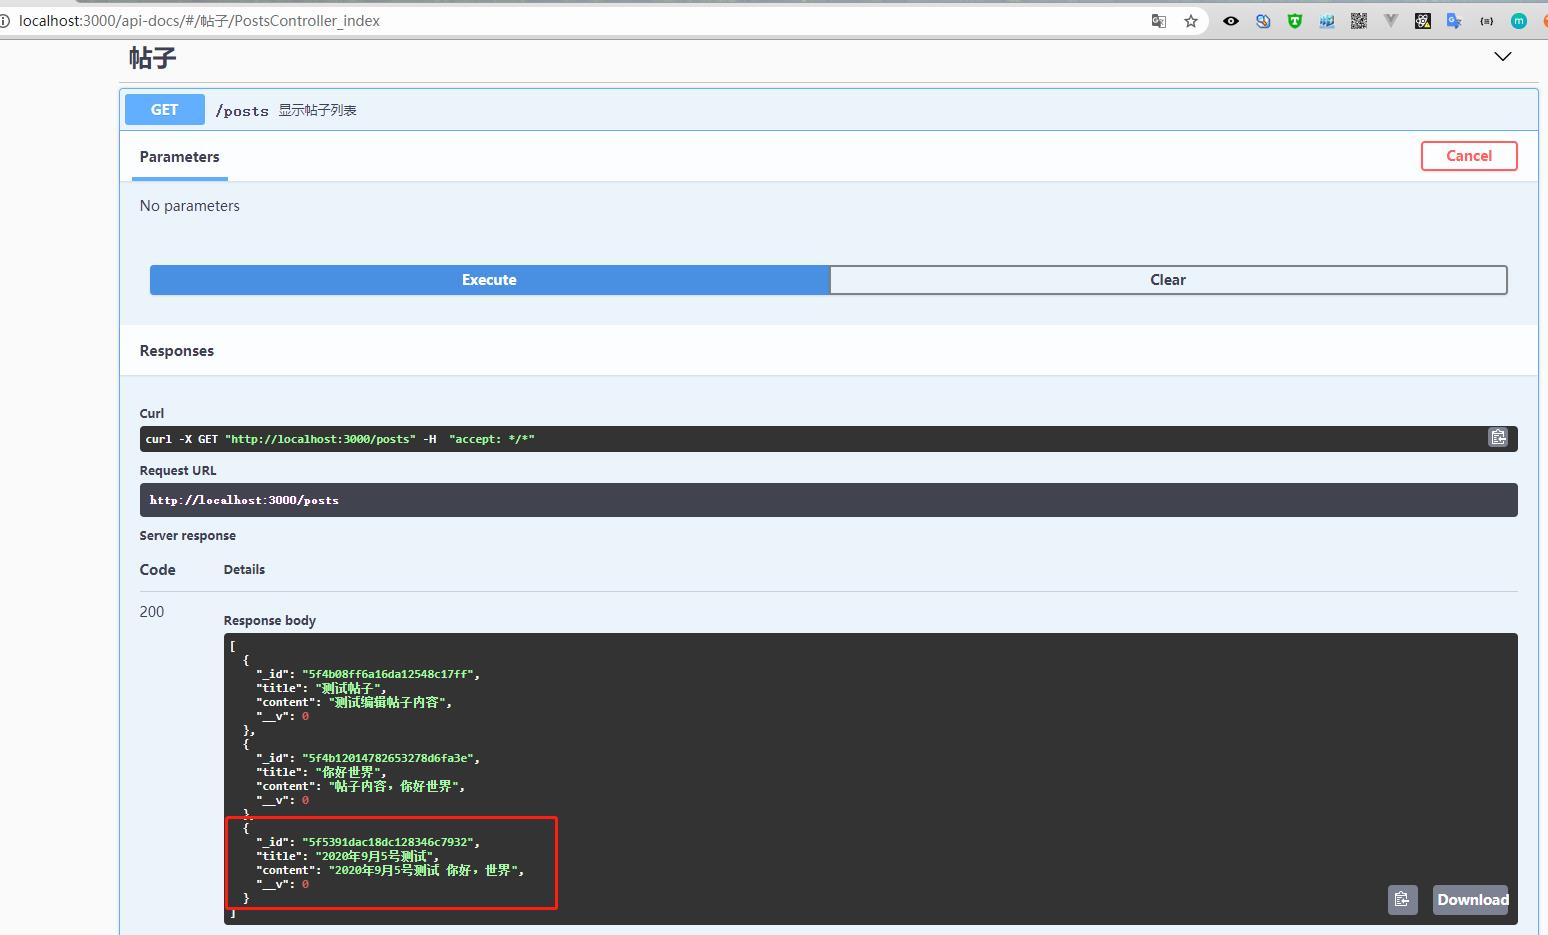 localhost:3000/api-docs/#/帖子/PostsController_index
帖子
GET /posts 显示帖子列表
Parameters
Cancel
No parameters
Execute
Clear
Responses
Curl
curl -X GET "http://localhost:3000/posts" -H  "accept: */*"
Request URL
http://localhost:3000/posts
Server response
Code Details
200
Response body
[
  {
    "_id": "5f4b08ff6a16da12548c17ff",
    "title": "测试帖子",
    "content": "测试编辑帖子内容",
    "__v": 0
  },
  {
    "_id": "5f4b12014782653278d6fa3e",
    "title": "你好世界",
    "content": "帖子内容，你好世界",
    "__v": 0
  },
  {
    "_id": "5f5391dac18dc128346c7932",
    "title": "2020年9月5号测试",
    "content": "2020年9月5号测试 你好，世界",
    "__v": 0
  }
]
Download